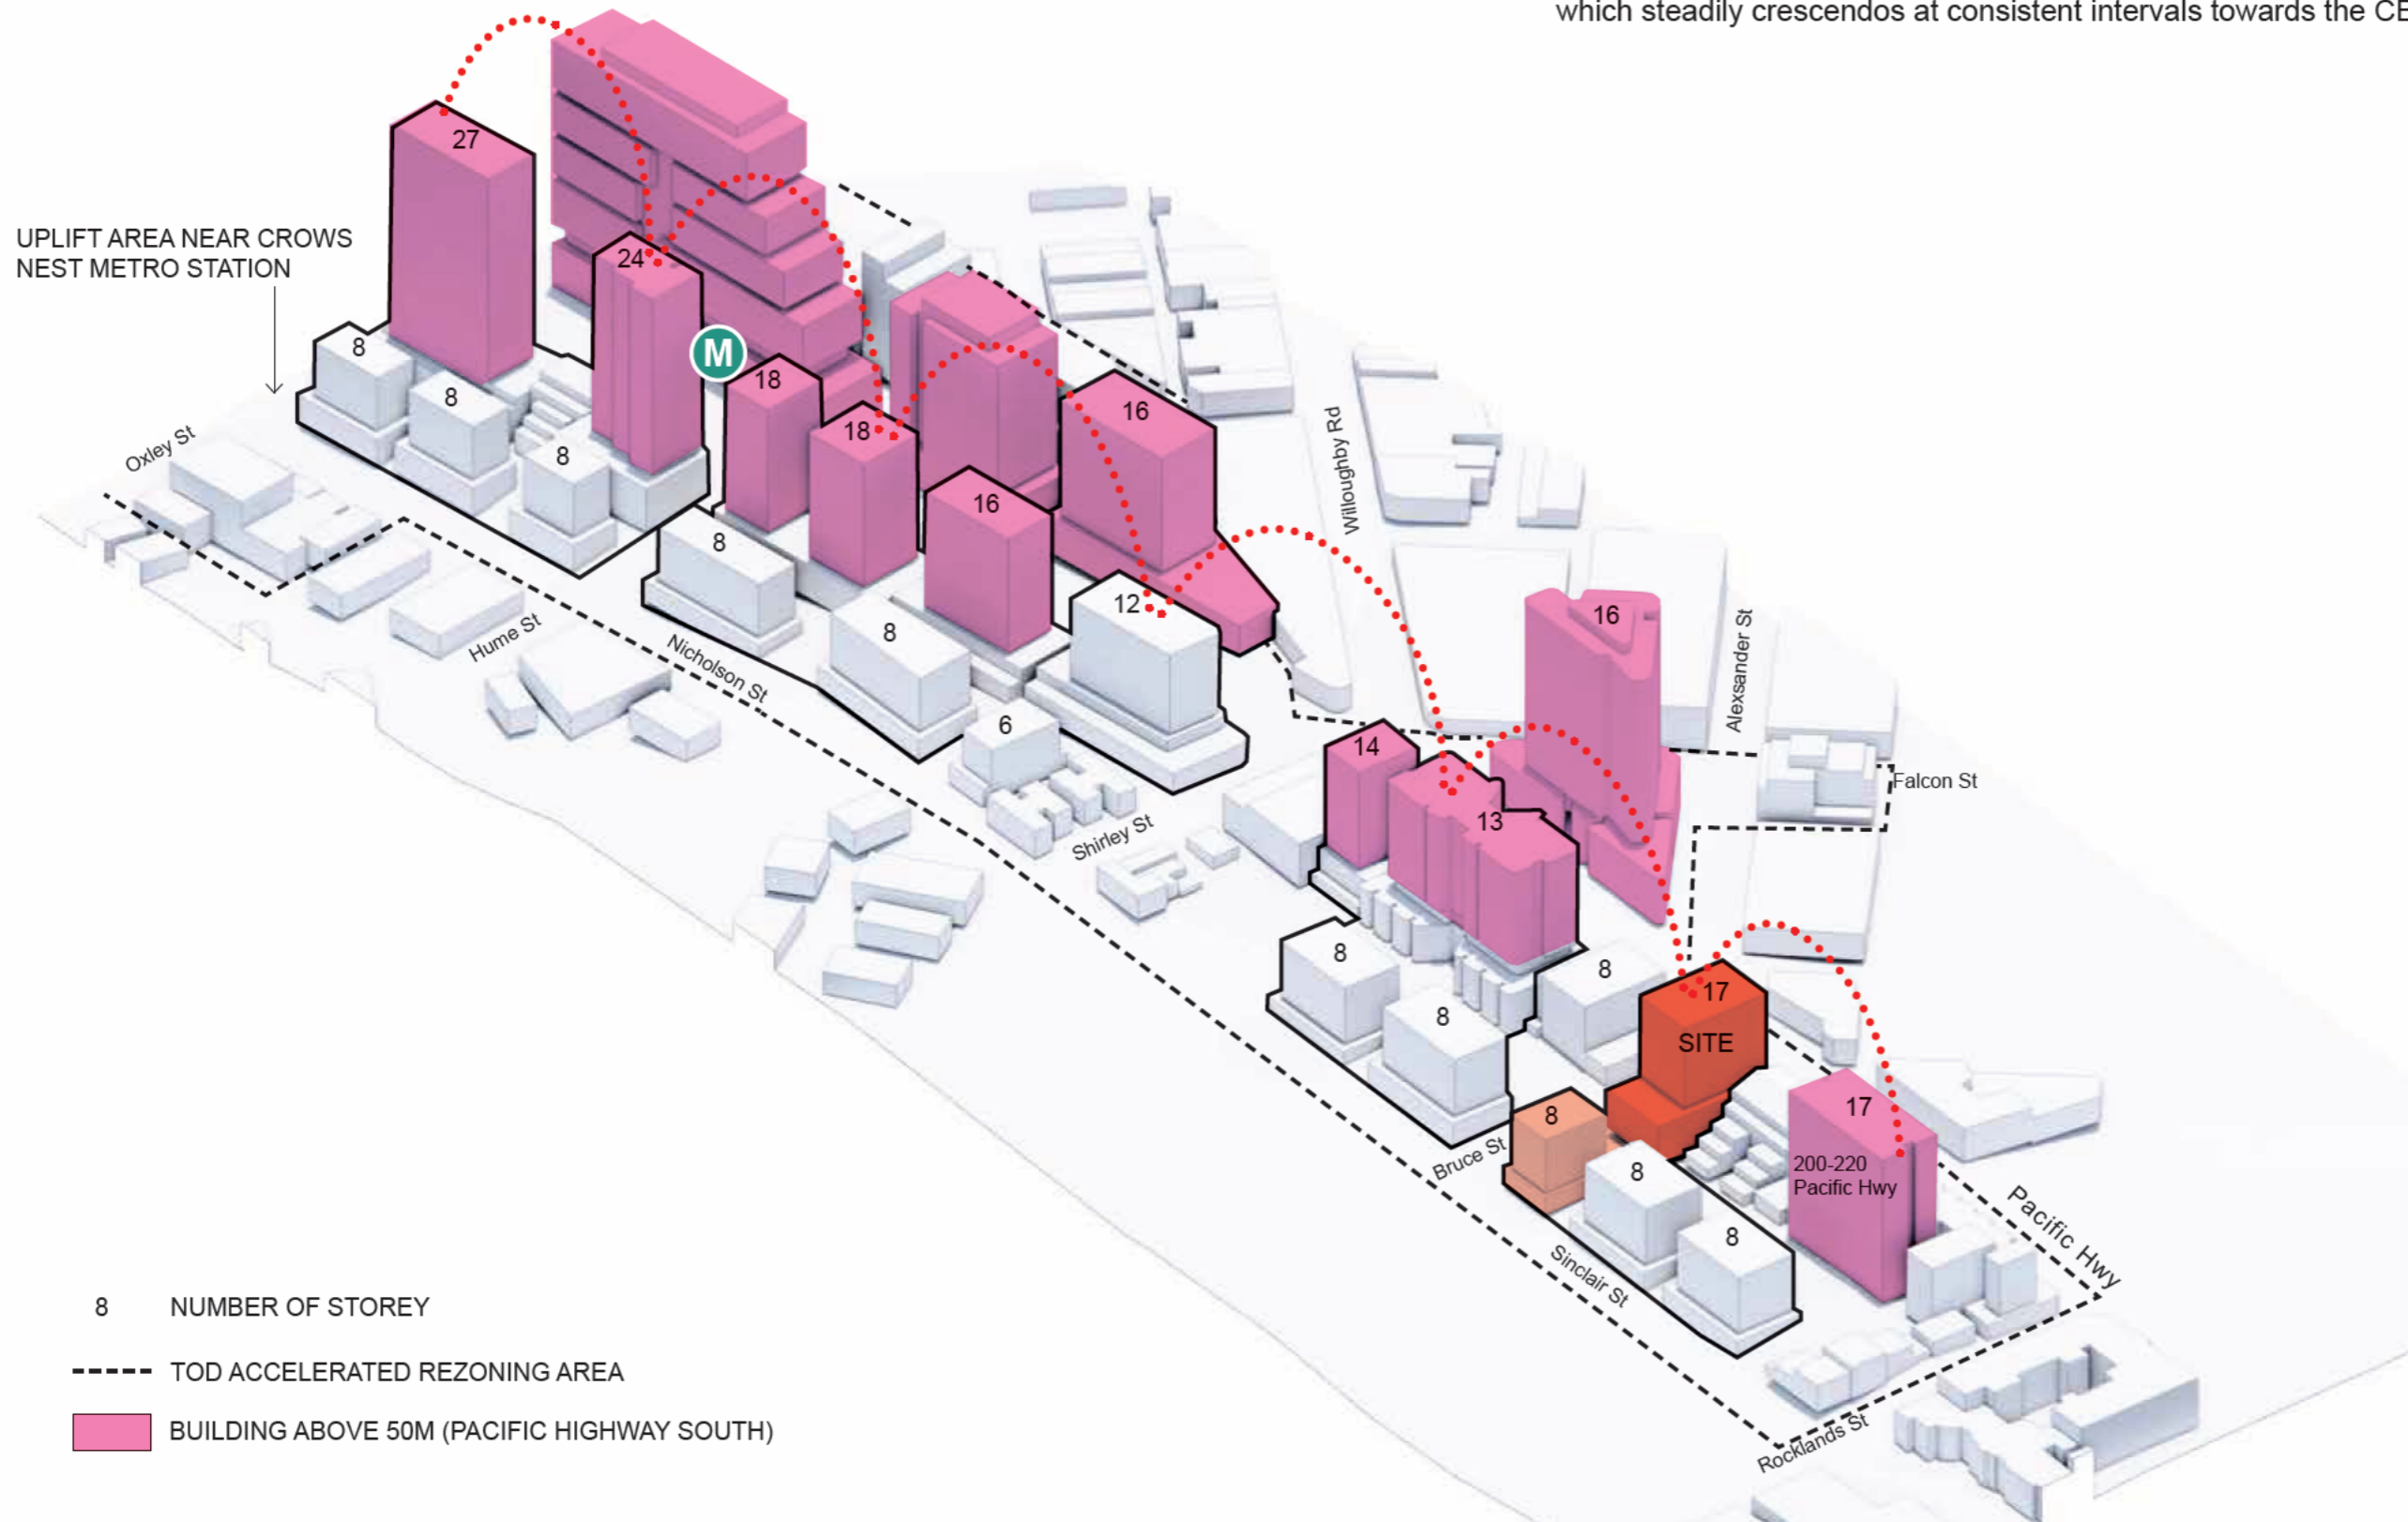 which steadily crescendos at consistent intervals towards the CE
27
UPLIFT AREA NEAR CROWS
NEST METRO STATION
24
M
8
18
8
16
18
8
16
Oxley St
Willoughby Rd
8
12
16
8
Hume St
Nicholson St
Alexsander St
6
14
Falcon St
13
Shirley St
8
8
17
8
SITE
17
8
Bruce St
200-220
Pacific Hwy
8
Pacific Hwy
8
Sinclair St
8 NUMBER OF STOREY
TOD ACCELERATED REZONING AREA
BUILDING ABOVE 50M (PACIFIC HIGHWAY SOUTH)
Rocklands St